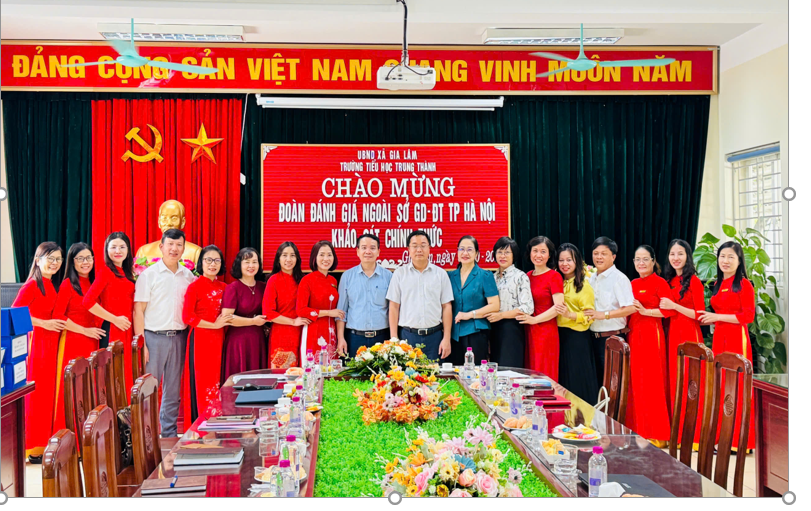 ĐẢNG CỘNG SẢN VIỆT NAM QUANG VINH MUÔN NĂM
UBND XÃ GIA LÂM
TRƯỜNG TIỂU HỌC TRUNG THÀNH
CHÀO MỪNG
ĐOÀN ĐÁNH GIÁ NGOÀI SỞ GD-ĐT TP HÀ NỘI
KHẢO SÁT CHÍNH THỨC